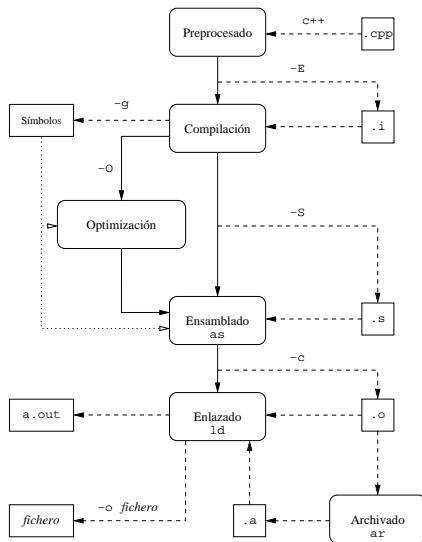 Preprocesado
c++
.cpp
-E
-g
Símbolos
Compilación
.i
-O
Optimización
-S
Ensamblado
as
.s
-c
a.out
Enlazado
ld
.o
fichero
-o fichero
.a
Archivado
ar